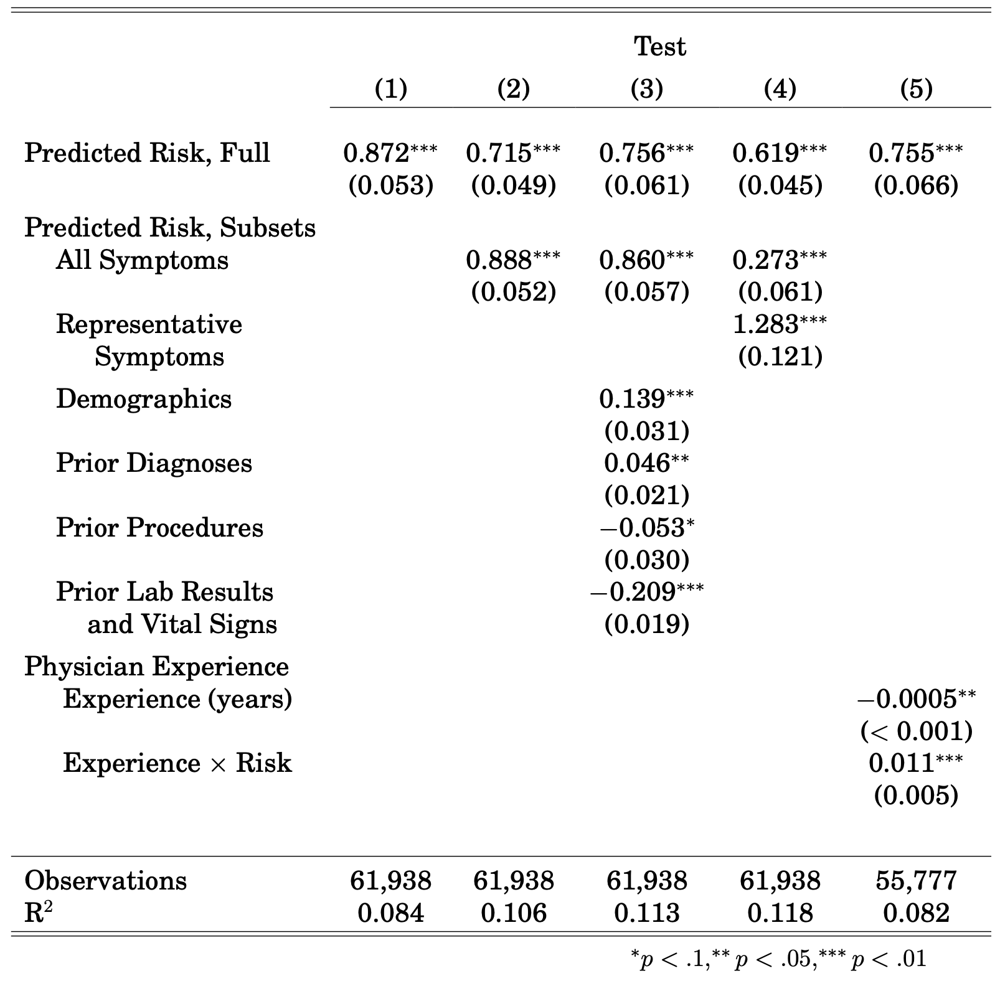 Test
(1) (2) (3) (4) (5)
Predicted Risk, Full 0.872*** 0.715*** 0.756*** 0.619*** 0.755***
(0.053) (0.049) (0.061) (0.045) (0.066)
Predicted Risk, Subsets
All Symptoms 0.888*** 0.860*** 0.273***
(0.052) (0.057) (0.061)
Representative 1.283***
Symptoms (0.121)
Demographics 0.139***
(0.031)
Prior Diagnoses 0.046**
(0.021)
Prior Procedures −0.053*
(0.030)
Prior Lab Results −0.209***
and Vital Signs (0.019)
Physician Experience
Experience (years) −0.0005**
(< 0.001)
Experience × Risk 0.011***
(0.005)
Observations 61,938 61,938 61,938 61,938 55,777
R² 0.084 0.106 0.113 0.118 0.082
*p < .1,** p < .05,*** p < .01